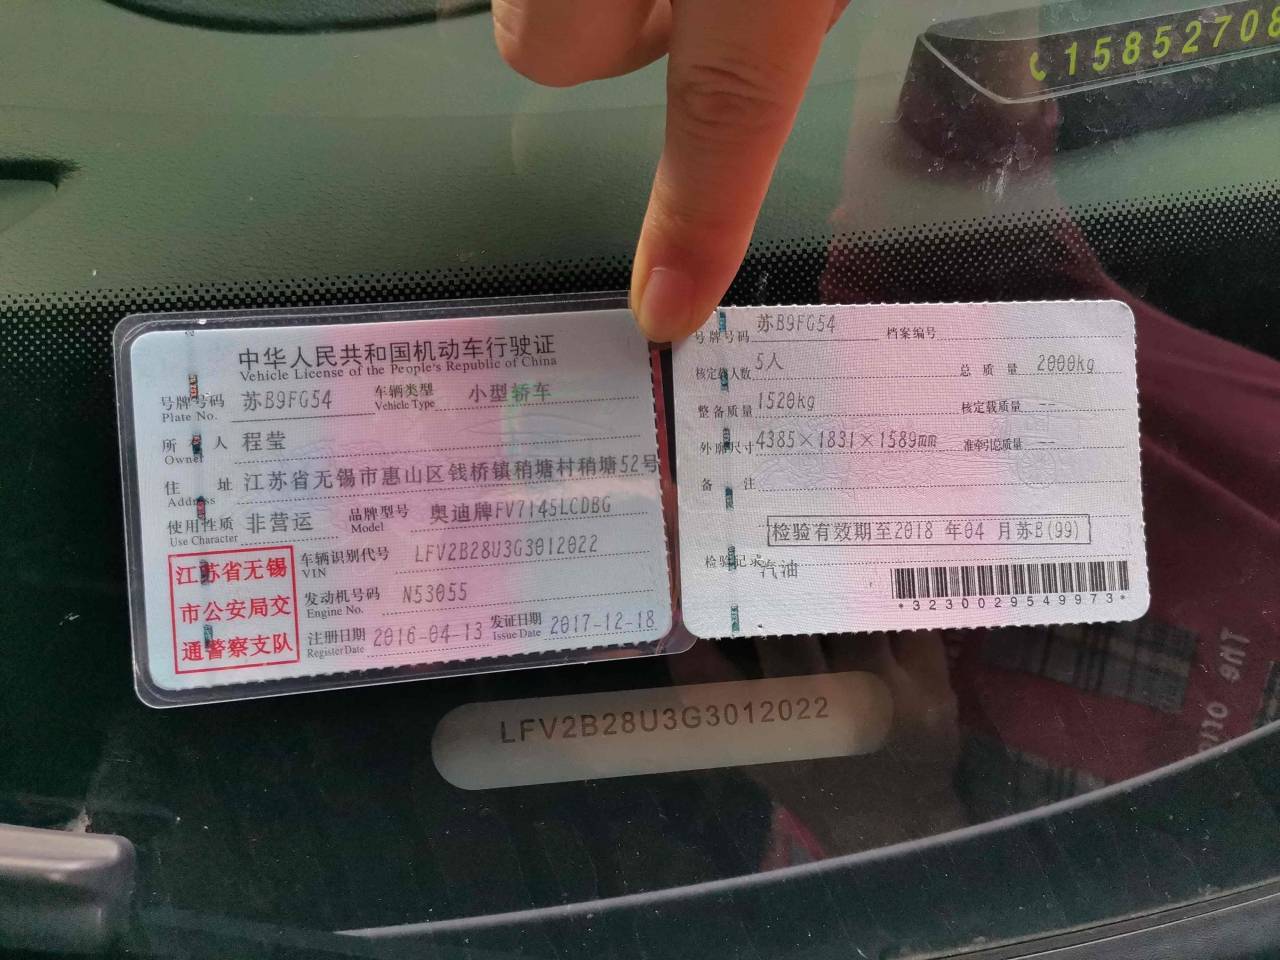 15852708
中华人民共和国机动车行驶证
Vehicle License of the People's Republic of China
号牌号码 苏B9FG54 车辆类型 小型轿车
Plate No. Vehicle Type
所有人 程莹
Owner
住址 江苏省无锡市惠山区钱桥镇稍塘村稍塘52号
Address
使用性质 非营运 品牌型号 奥迪牌FV7145LCDBG
Use Character Model
江苏省无锡
市公安局交
通警察支队
车辆识别代号 LFV2B28U3G3012022
VIN
发动机号码 N53055
Engine No.
注册日期 2016-04-13 发证日期 2017-12-18
Register Date Issue Date
号牌号码 苏B9FG54 档案编号
核定载人数 5人 总质量 2000kg
整备质量 1520kg 核定载质量 --
外廓尺寸 4385×1831×1589mm 准牵引总质量 --
备注
检验有效期至2018 年04 月苏B(99)
检验记录 汽油
*3230029549973*
LFV2B28U3G3012022
The